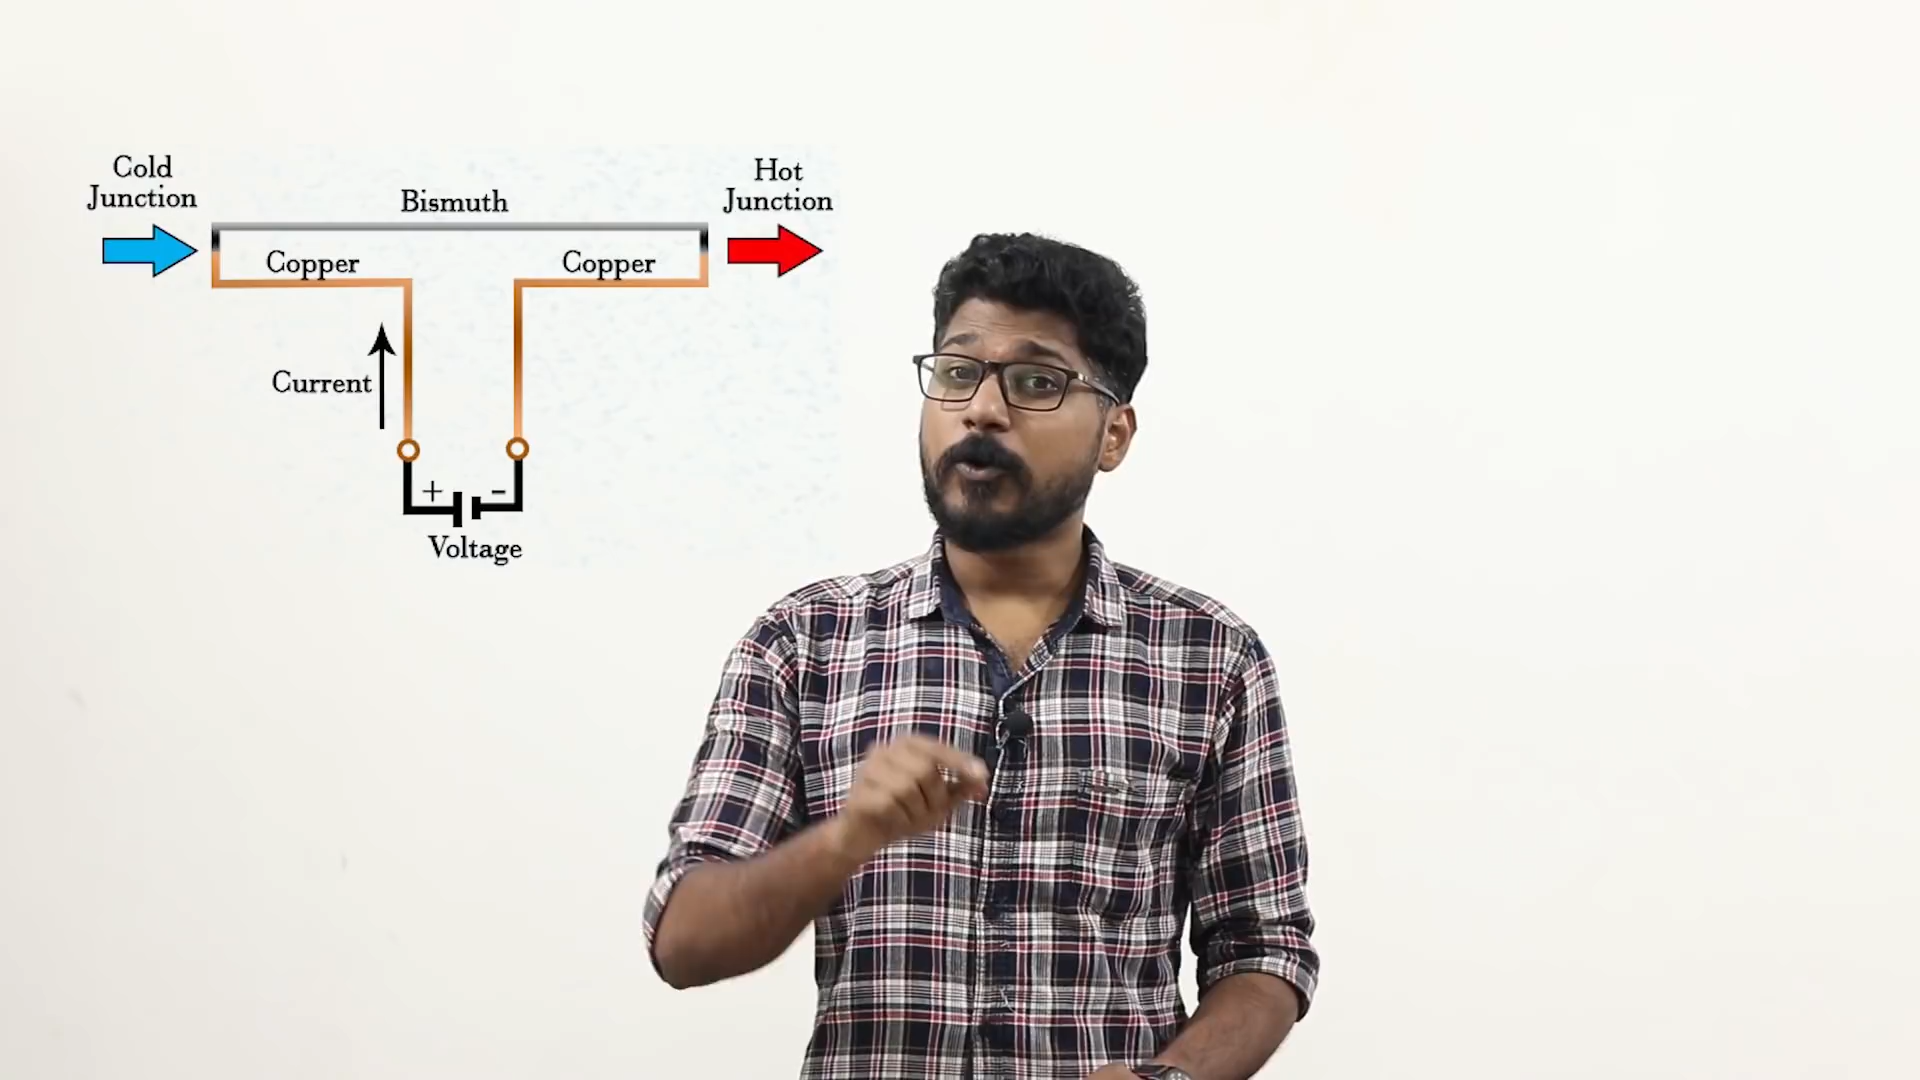 Cold
Junction
Bismuth
Hot
Junction
Copper
Copper
Current
+ -
Voltage